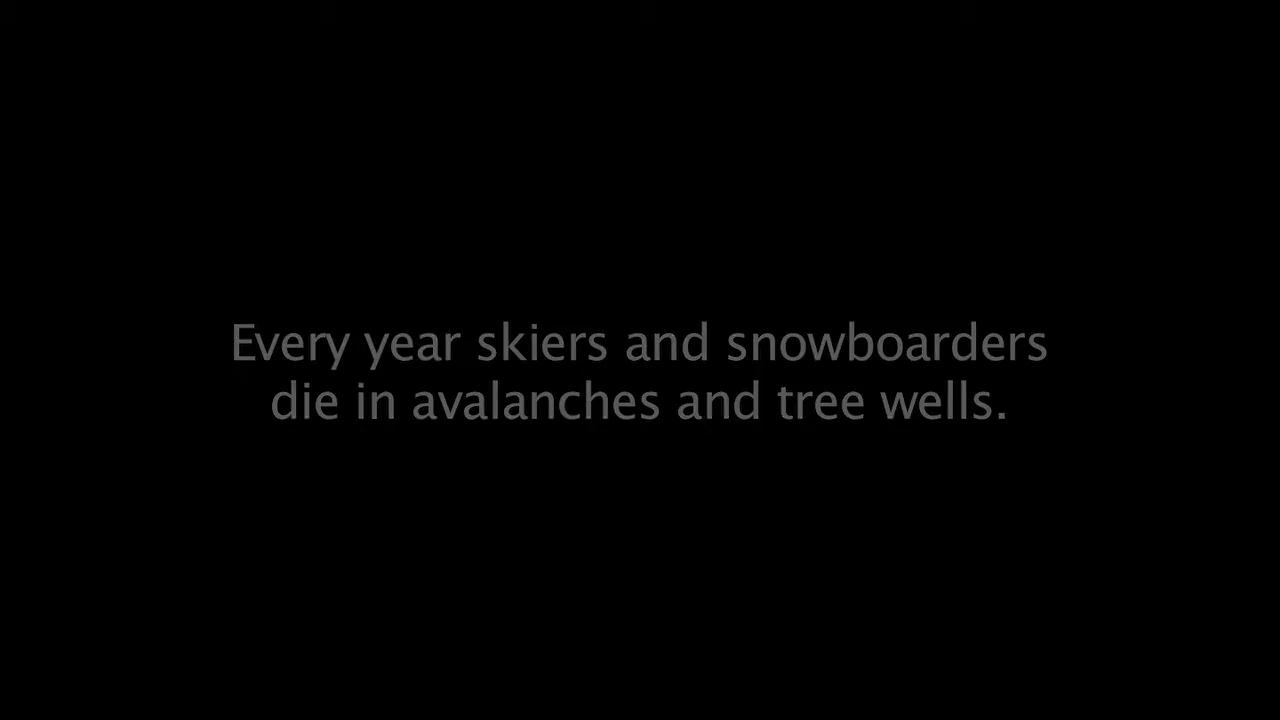 Every year skiers and snowboarders
die in avalanches and tree wells.